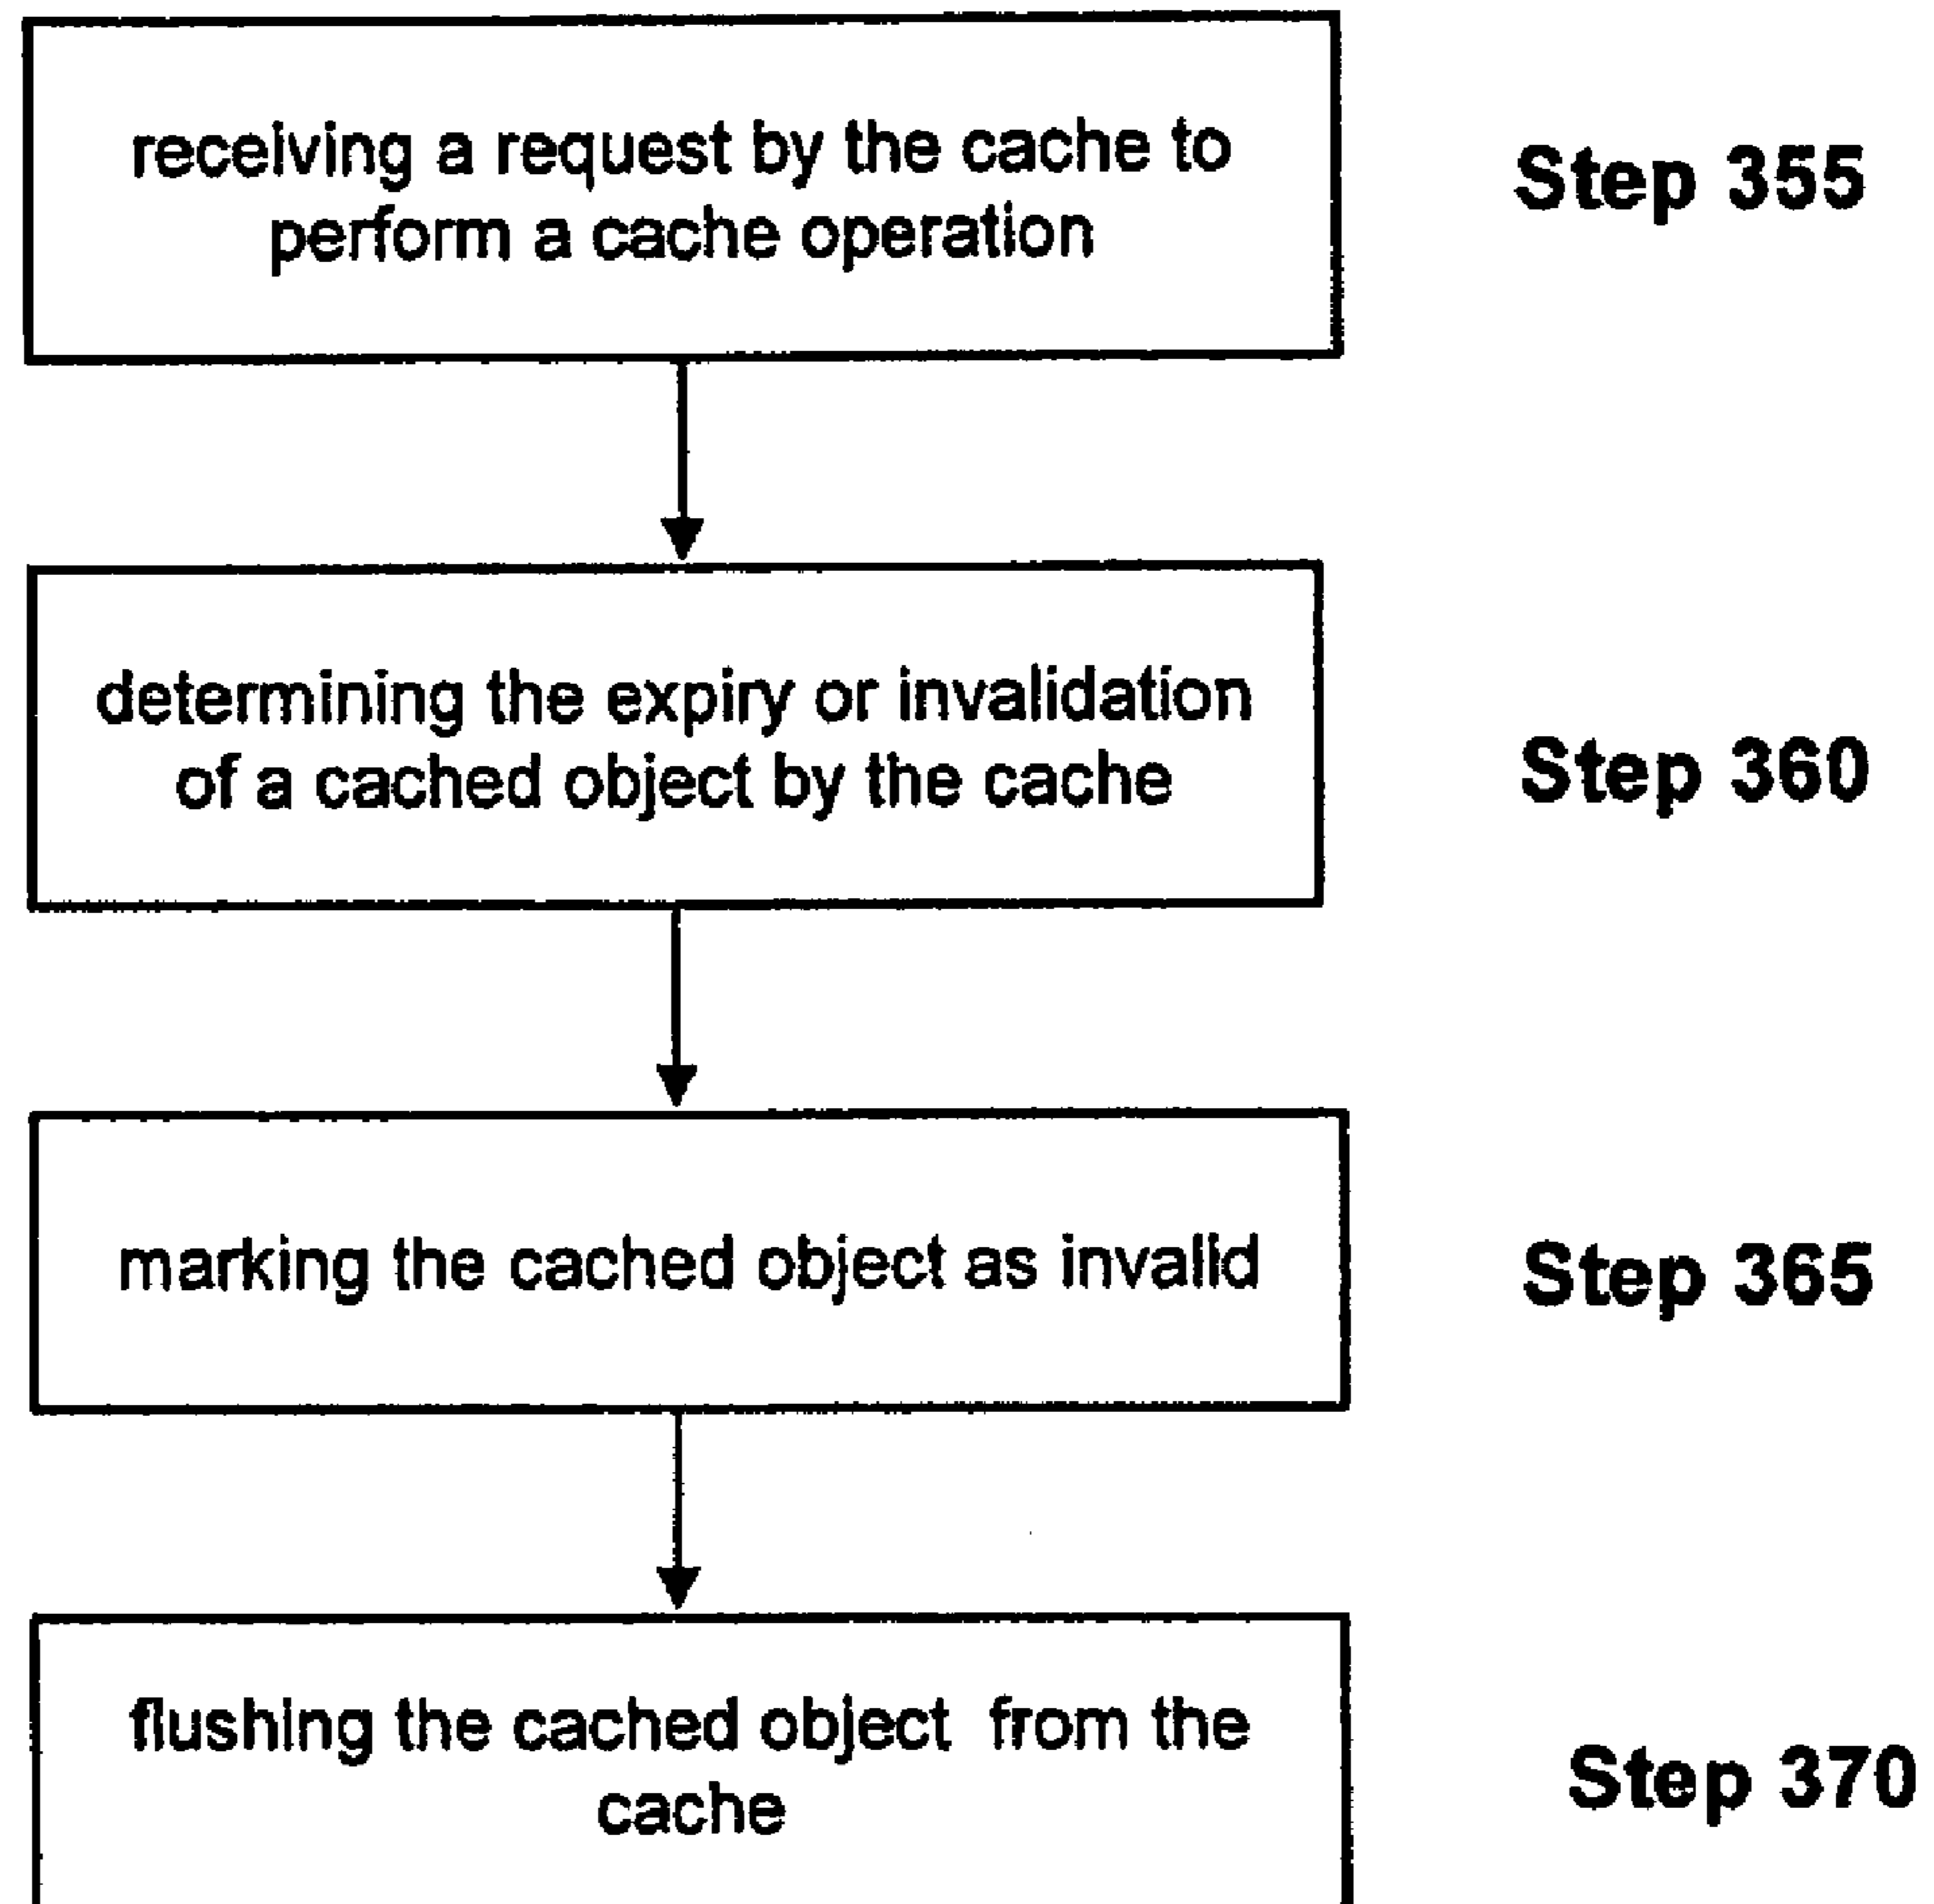 receiving a request by the cache to
perform a cache operation
Step 355
determining the expiry or invalidation
of a cached object by the cache
Step 360
marking the cached object as invalid
Step 365
flushing the cached object from the
cache
Step 370